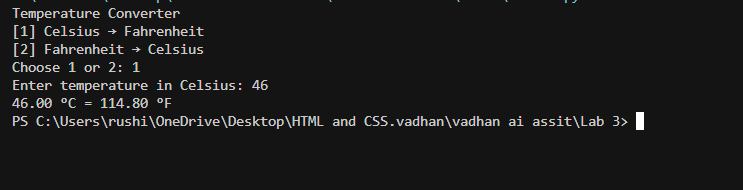 Temperature Converter
[1] Celsius → Fahrenheit
[2] Fahrenheit → Celsius
Choose 1 or 2: 1
Enter temperature in Celsius: 46
46.00 °C = 114.80 °F
PS C:\Users\rushi\OneDrive\Desktop\HTML and CSS.vadhan\vadhan ai assit\Lab 3>